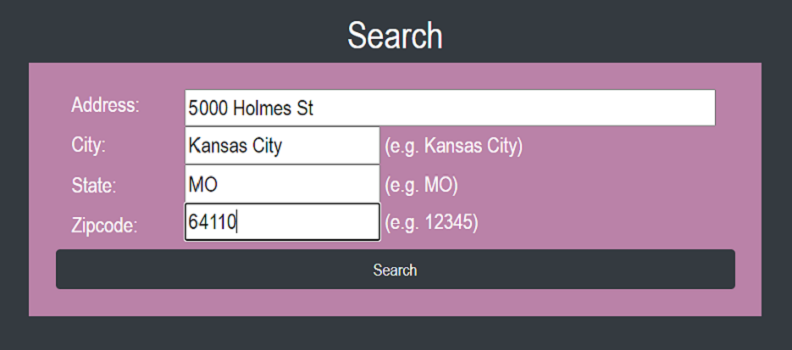 Search
Address: 5000 Holmes St
City: Kansas City (e.g. Kansas City)
State: MO (e.g. MO)
Zipcode: 64110 (e.g. 12345)
Search